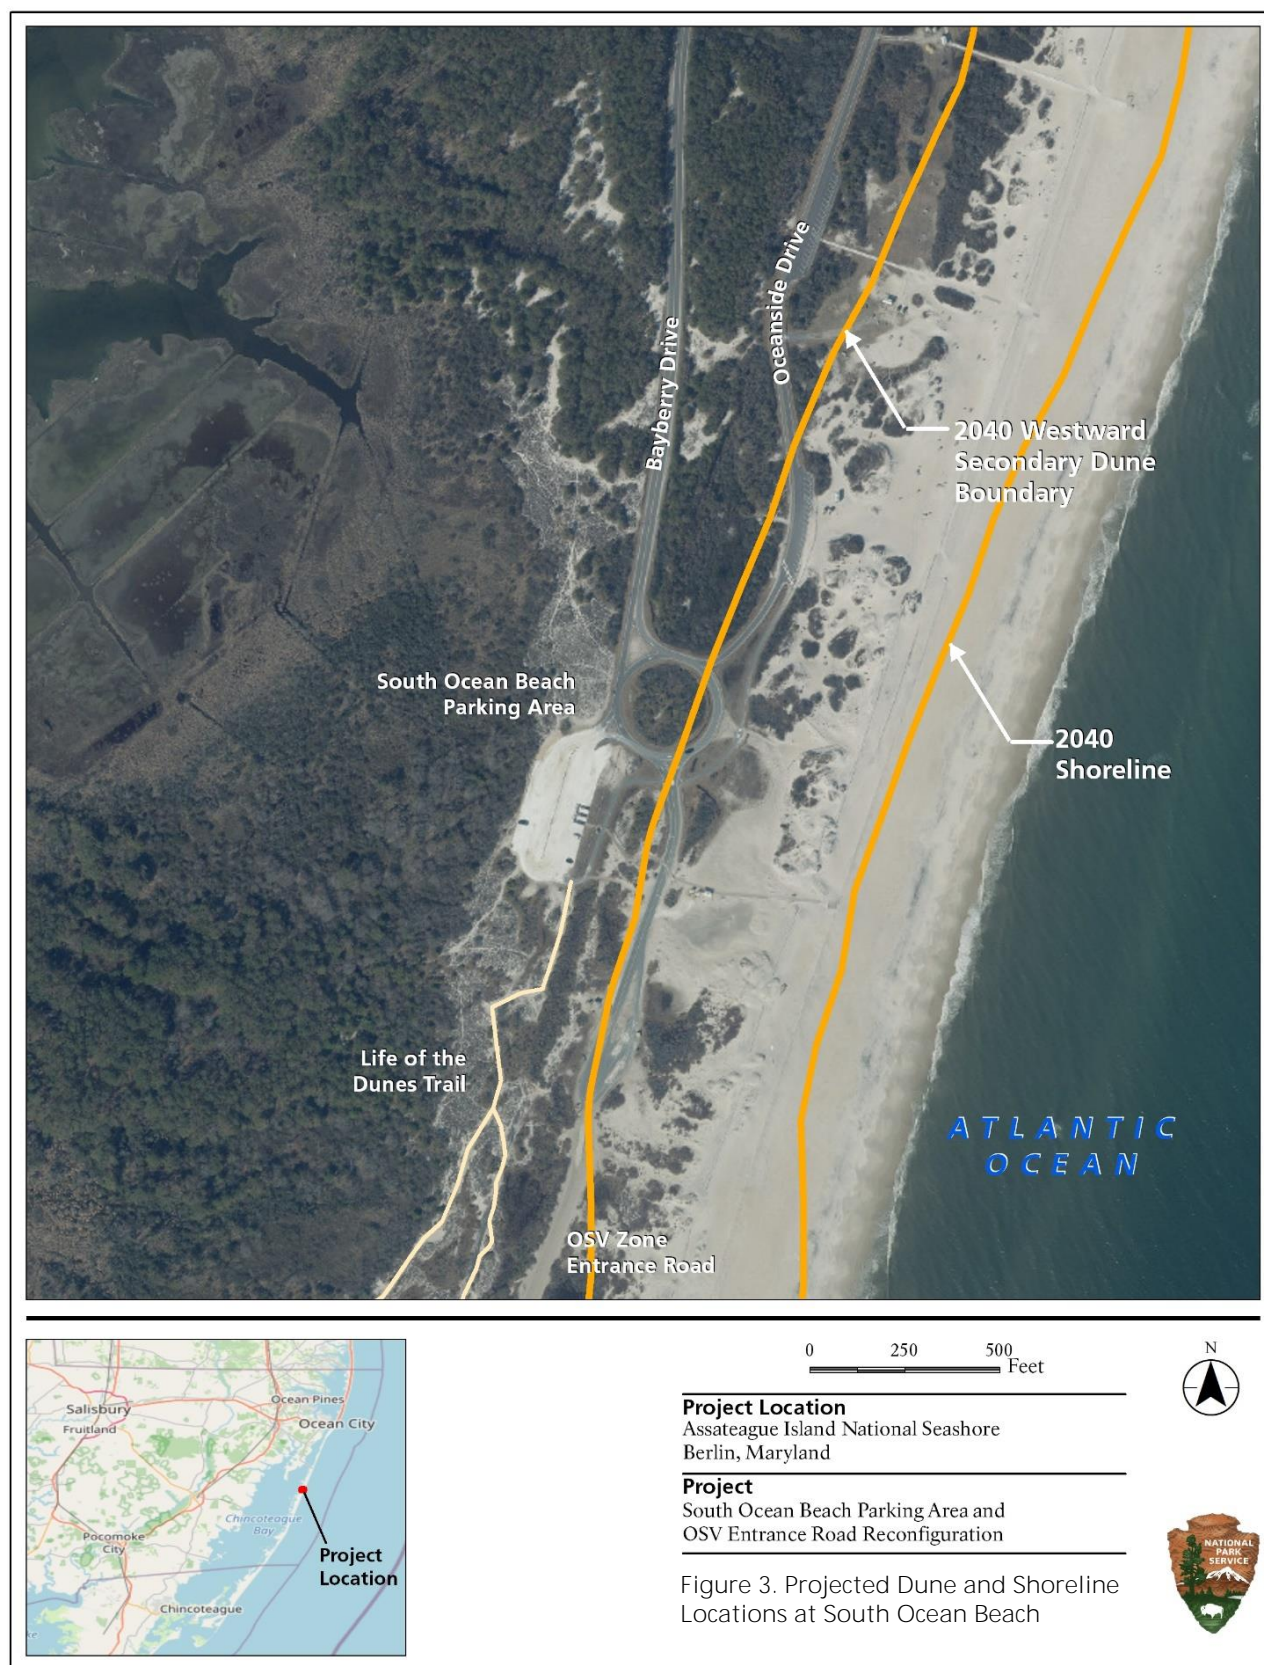 Bayberry Drive
Oceanside Drive
2040 Westward
Secondary Dune
Boundary
South Ocean Beach
Parking Area
2040
Shoreline
Life of the
Dunes Trail
ATLANTIC
OCEAN
OSV Zone
Entrance Road
Salisbury
Fruitland
Ocean Pines
Ocean City
Chincoteague
Bay
Pocomoke
City
Project
Location
Chincoteague
0 250 500
Feet
N
Project Location
Assateague Island National Seashore
Berlin, Maryland
Project
South Ocean Beach Parking Area and
OSV Entrance Road Reconfiguration
Figure 3. Projected Dune and Shoreline
Locations at South Ocean Beach
NATIONAL
PARK
SERVICE